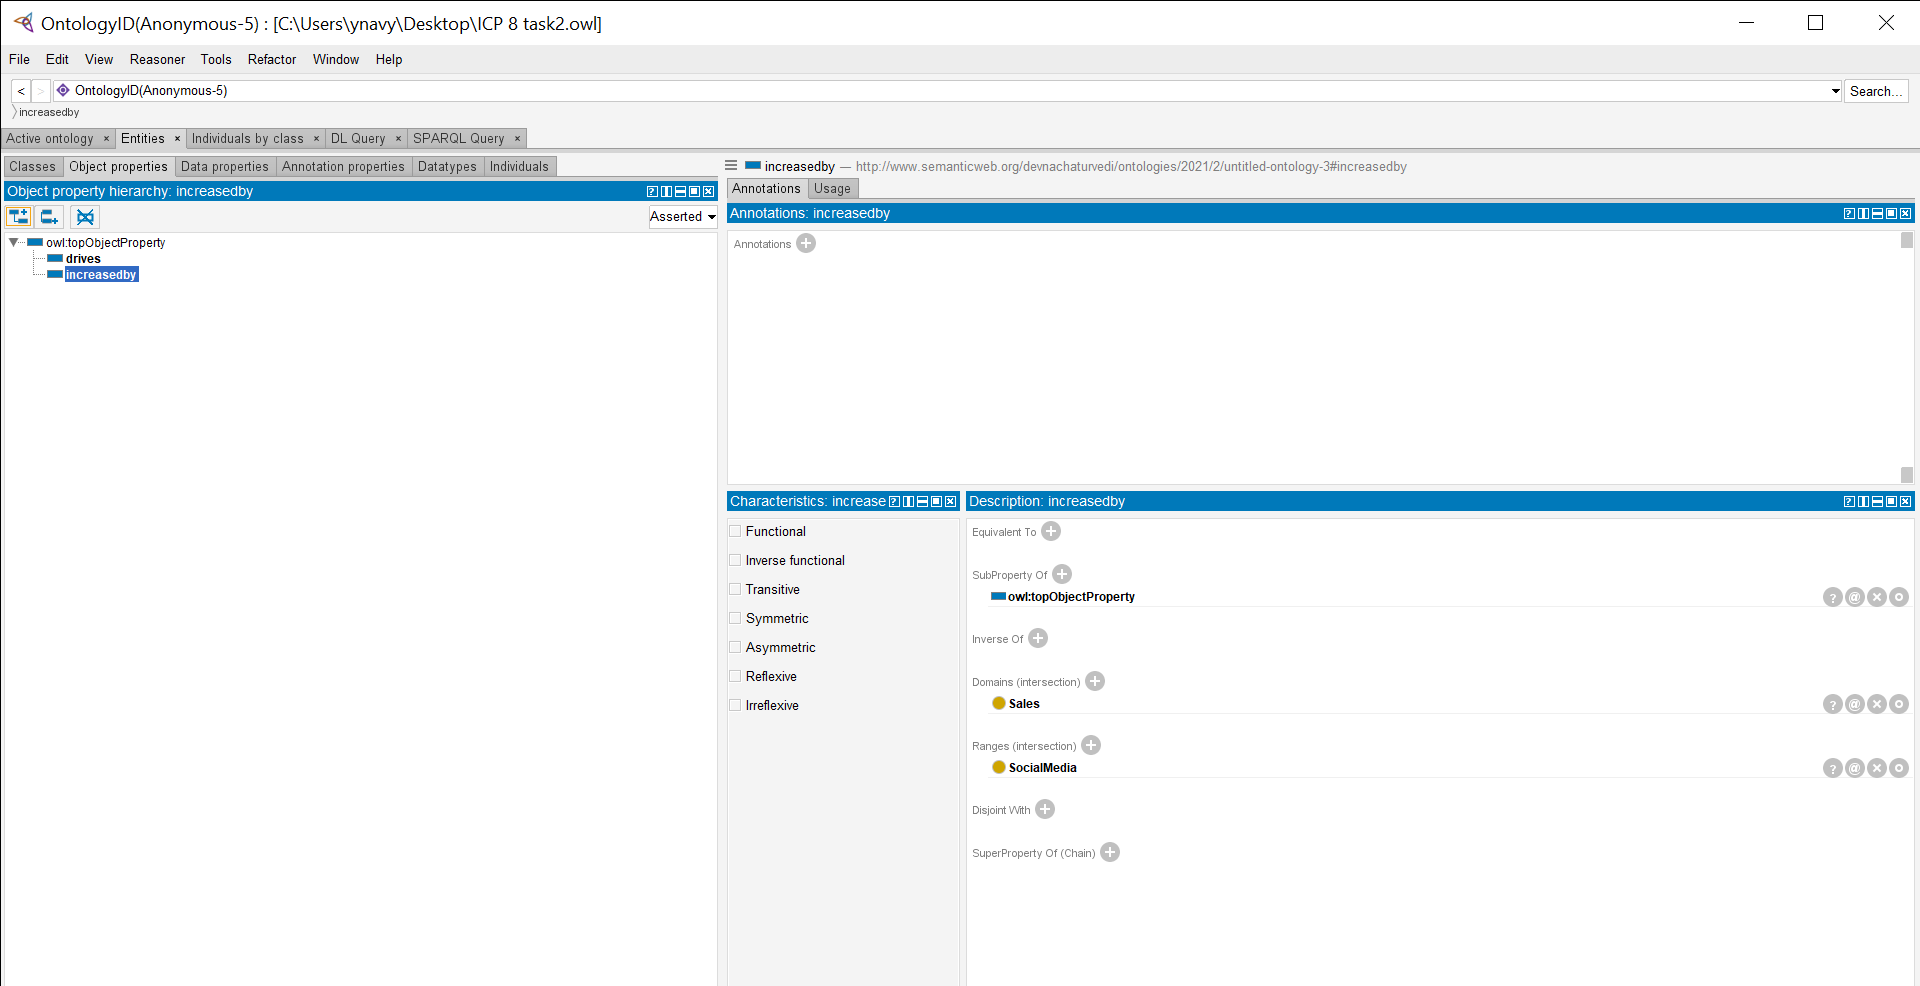 OntologyID(Anonymous-5) : [C:\Users\ynavy\Desktop\ICP 8 task2.owl]
File Edit View Reasoner Tools Refactor Window Help
< > OntologyID(Anonymous-5) Search...
increasedby
Active ontology × Entities × Individuals by class × DL Query × SPARQL Query ×
Classes Object properties Data properties Annotation properties Datatypes Individuals
Object property hierarchy: increasedby
Asserted
owl:topObjectProperty
drives
increasedby
increasedby — http://www.semanticweb.org/devnachaturvedi/ontologies/2021/2/untitled-ontology-3#increasedby
Annotations Usage
Annotations: increasedby
Annotations
Characteristics: increase
Functional
Inverse functional
Transitive
Symmetric
Asymmetric
Reflexive
Irreflexive
Description: increasedby
Equivalent To
SubProperty Of
owl:topObjectProperty
Inverse Of
Domains (intersection)
Sales
Ranges (intersection)
SocialMedia
Disjoint With
SuperProperty Of (Chain)